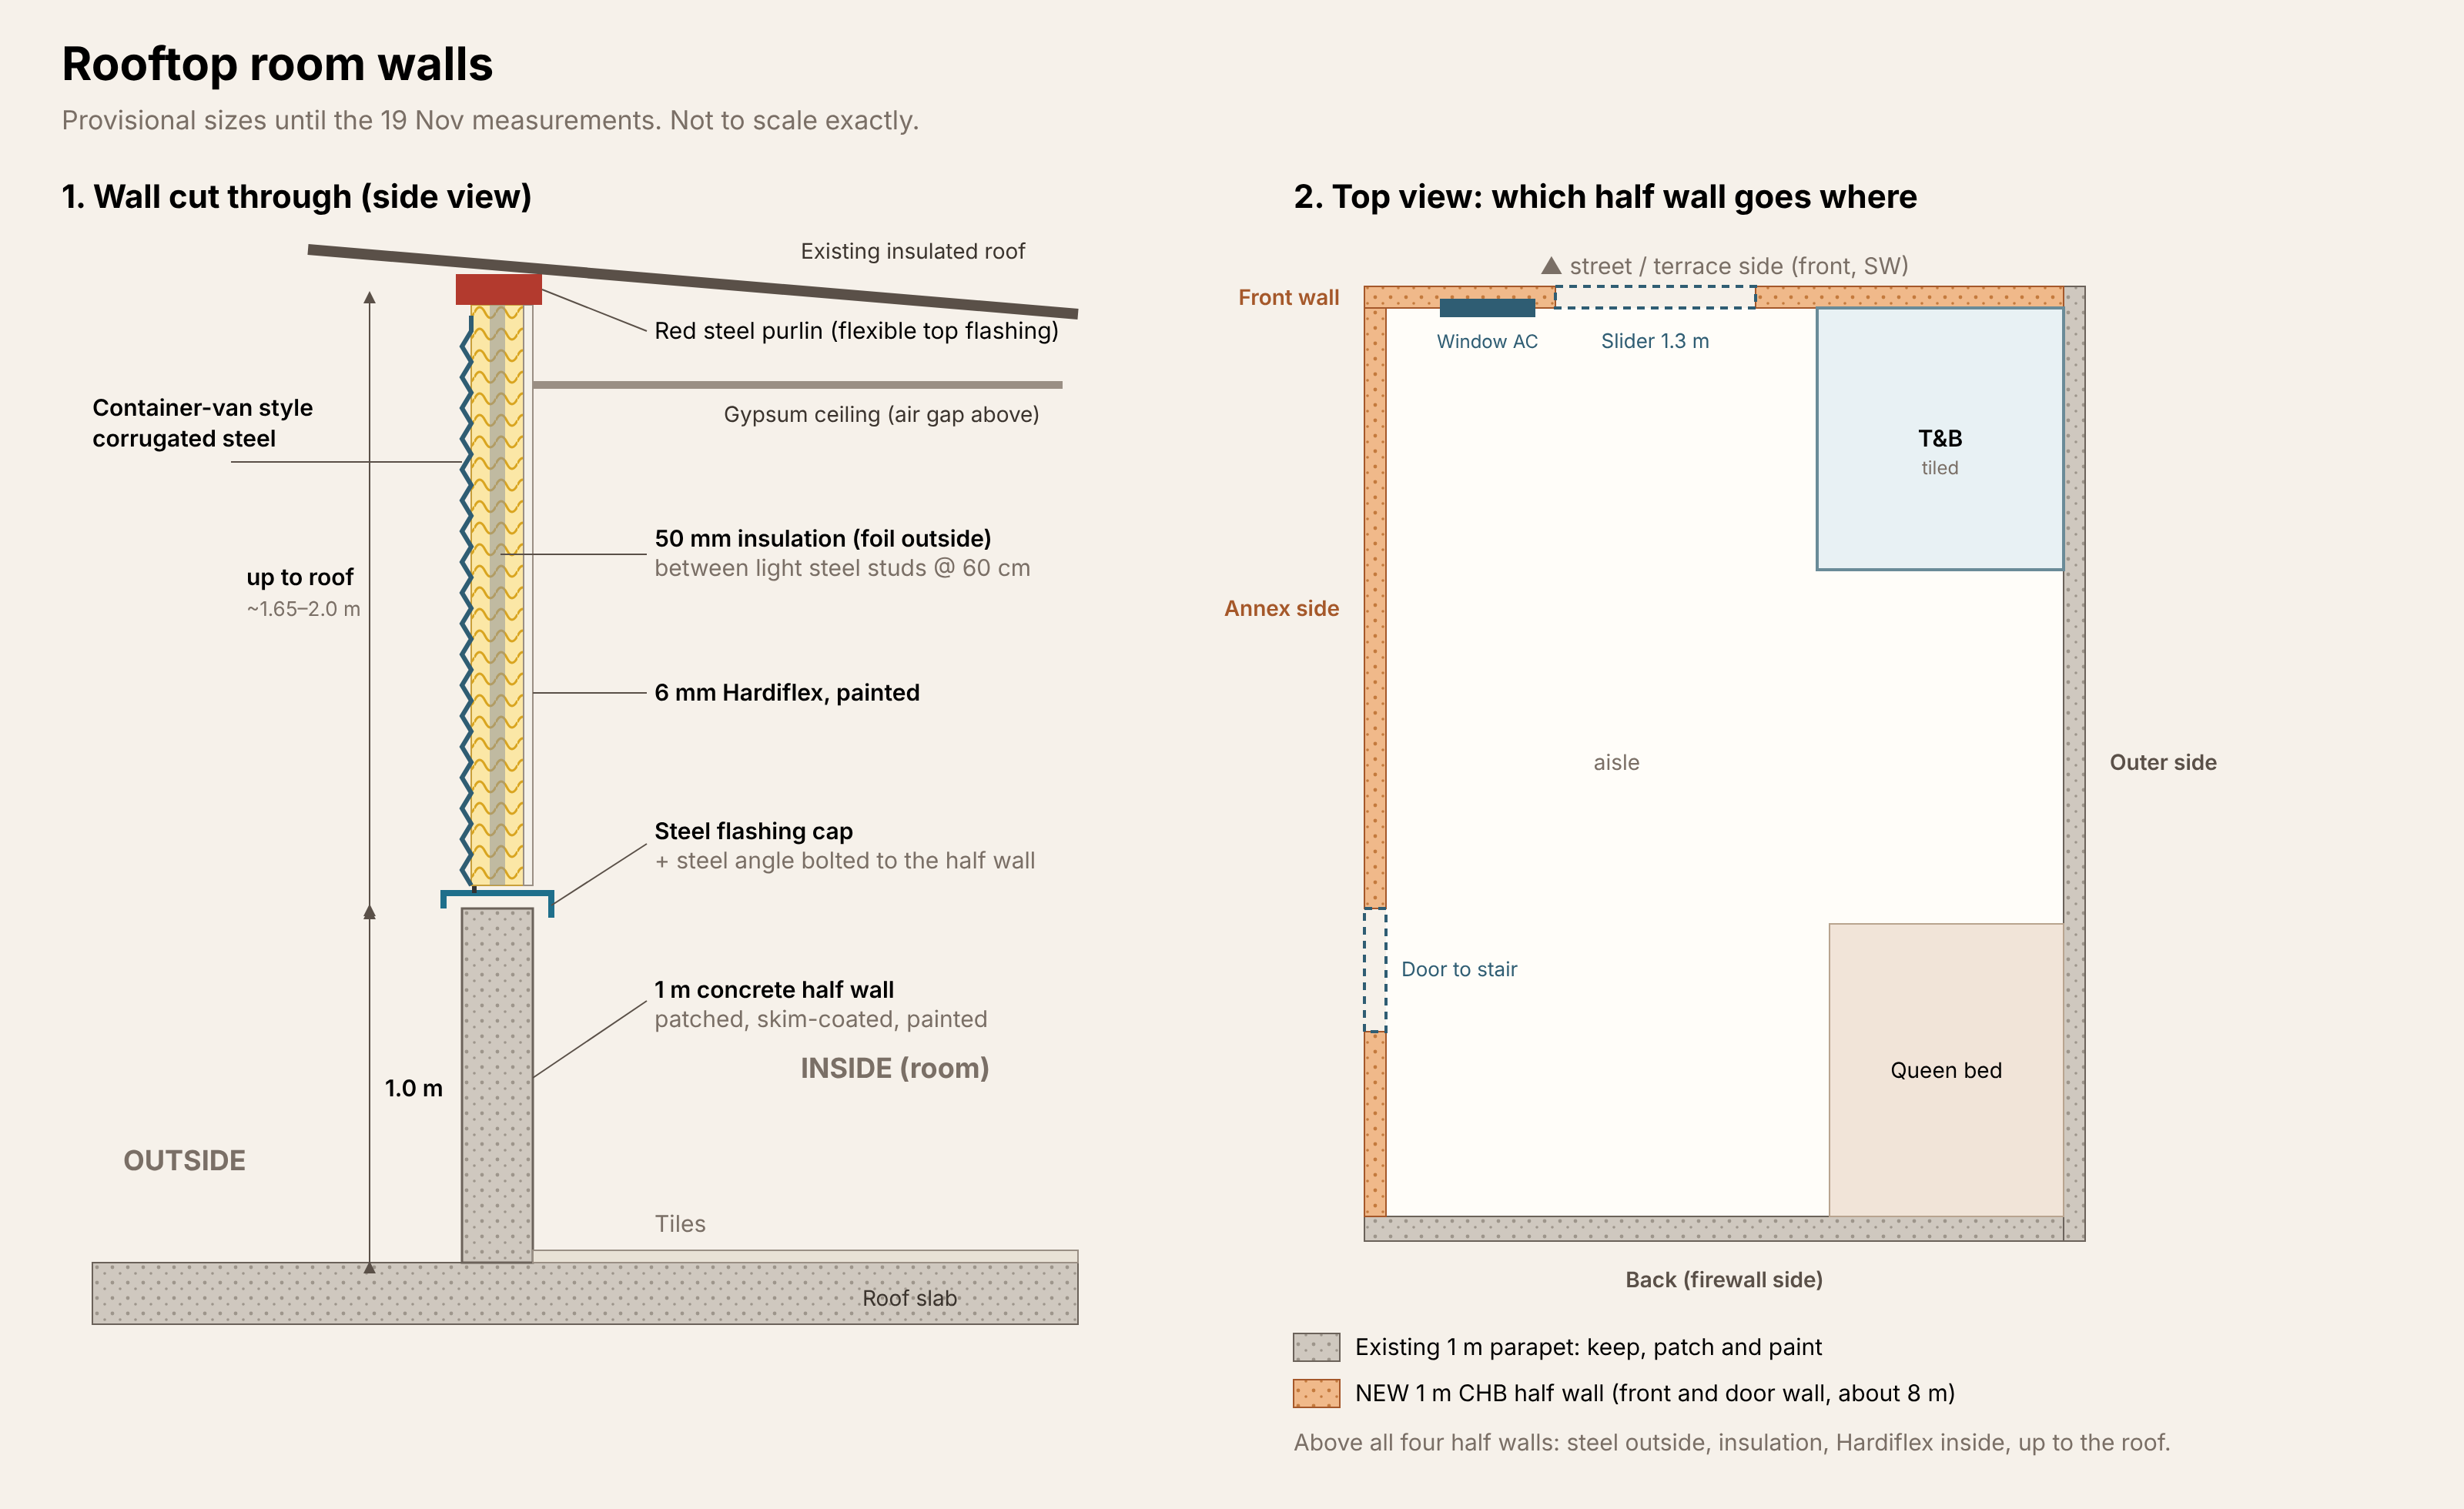 Rooftop room walls
Provisional sizes until the 19 Nov measurements. Not to scale exactly.
1. Wall cut through (side view)
Existing insulated roof
Red steel purlin (flexible top flashing)
Container-van style
corrugated steel
Gypsum ceiling (air gap above)
50 mm insulation (foil outside)
between light steel studs @ 60 cm
up to roof
~1.65–2.0 m
6 mm Hardiflex, painted
Steel flashing cap
+ steel angle bolted to the half wall
1 m concrete half wall
patched, skim-coated, painted
INSIDE (room)
1.0 m
OUTSIDE
Tiles
Roof slab
2. Top view: which half wall goes where
▲ street / terrace side (front, SW)
Front wall
Window AC
Slider 1.3 m
T&B
tiled
Annex side
aisle
Outer side
Door to stair
Queen bed
Back (firewall side)
Existing 1 m parapet: keep, patch and paint
NEW 1 m CHB half wall (front and door wall, about 8 m)
Above all four half walls: steel outside, insulation, Hardiflex inside, up to the roof.